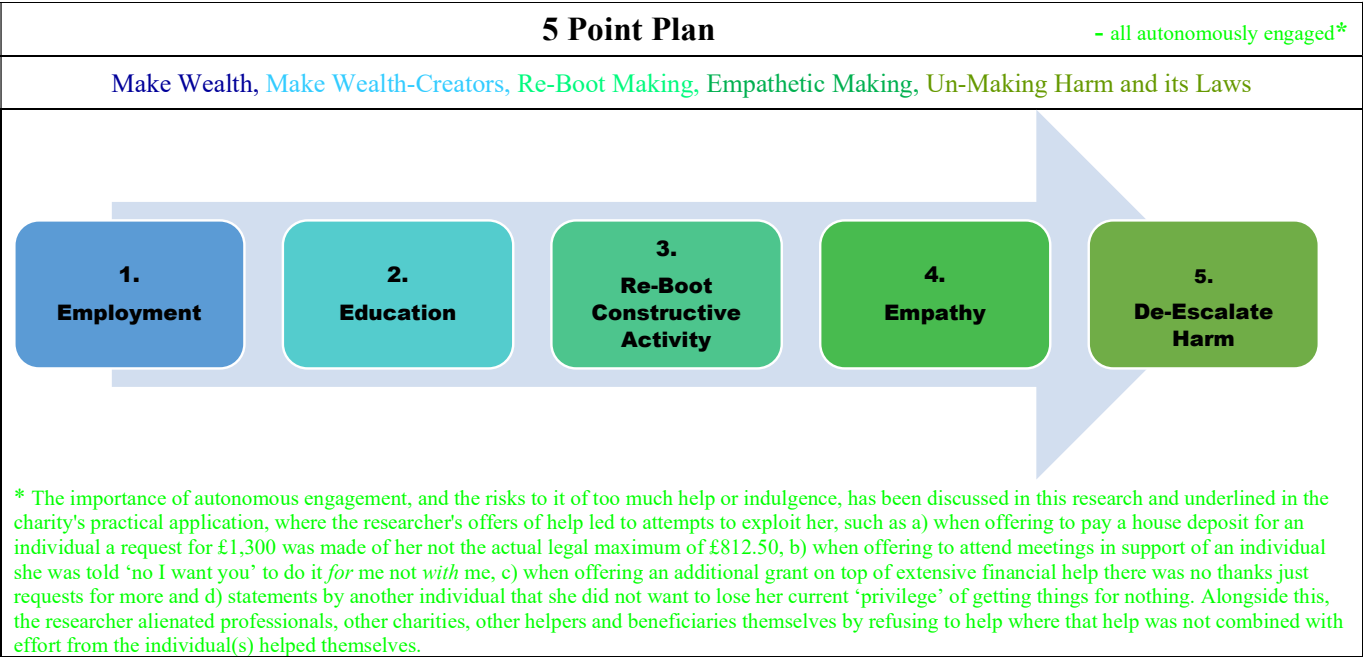 5 Point Plan
- all autonomously engaged*
Make Wealth, Make Wealth-Creators, Re-Boot Making, Empathetic Making, Un-Making Harm and its Laws
1.
Employment
2.
Education
3.
Re-Boot
Constructive
Activity
4.
Empathy
5.
De-Escalate
Harm
* The importance of autonomous engagement, and the risks to it of too much help or indulgence, has been discussed in this research and underlined in the
charity's practical application, where the researcher's offers of help led to attempts to exploit her, such as a) when offering to pay a house deposit for an
individual a request for £1,300 was made of her not the actual legal maximum of £812.50, b) when offering to attend meetings in support of an individual
she was told ‘no I want you’ to do it for me not with me, c) when offering an additional grant on top of extensive financial help there was no thanks just
requests for more and d) statements by another individual that she did not want to lose her current ‘privilege’ of getting things for nothing. Alongside this,
the researcher alienated professionals, other charities, other helpers and beneficiaries themselves by refusing to help where that help was not combined with
effort from the individual(s) helped themselves.